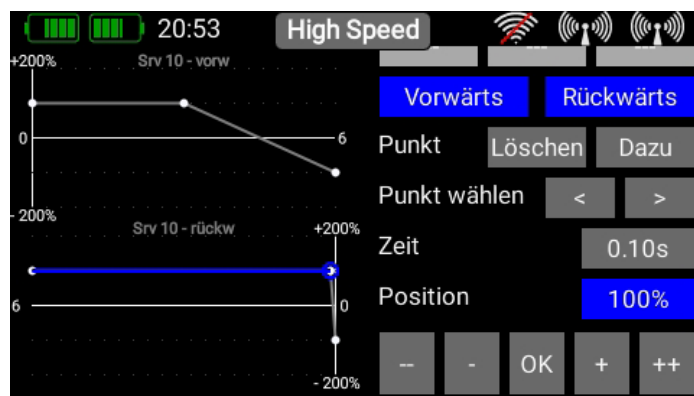 20:53 High Speed
+200% Srv 10 - vorw
Vorwärts Rückwärts
0 6
Punkt Löschen Dazu
Punkt wählen < >
- 200%
Srv 10 - rückw +200%
Zeit 0.10s
Position 100%
6 0
-- - OK + ++
- 200%